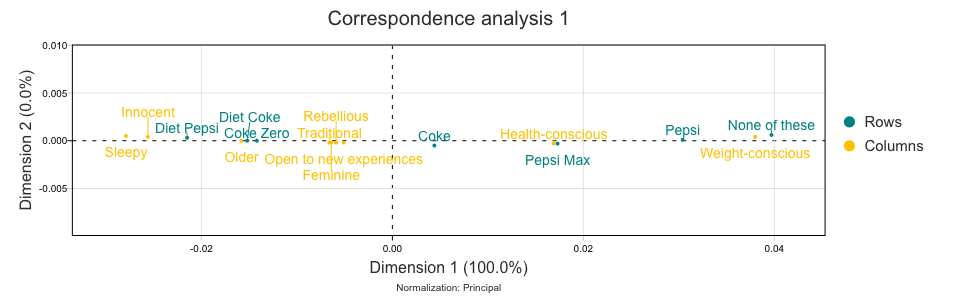 Correspondence analysis 1
0.010
0.005
0.000
-0.005
Dimension 2 (0.0%)
Innocent
Rebellious
Diet Coke
Diet Pepsi
Coke Zero
Traditional
Coke
Health-conscious
Pepsi
None of these
Sleepy
Older
Open to new experiences
Feminine
Pepsi Max
Weight-conscious
Rows
Columns
-0.02
0.00
0.02
0.04
Dimension 1 (100.0%)
Normalization: Principal